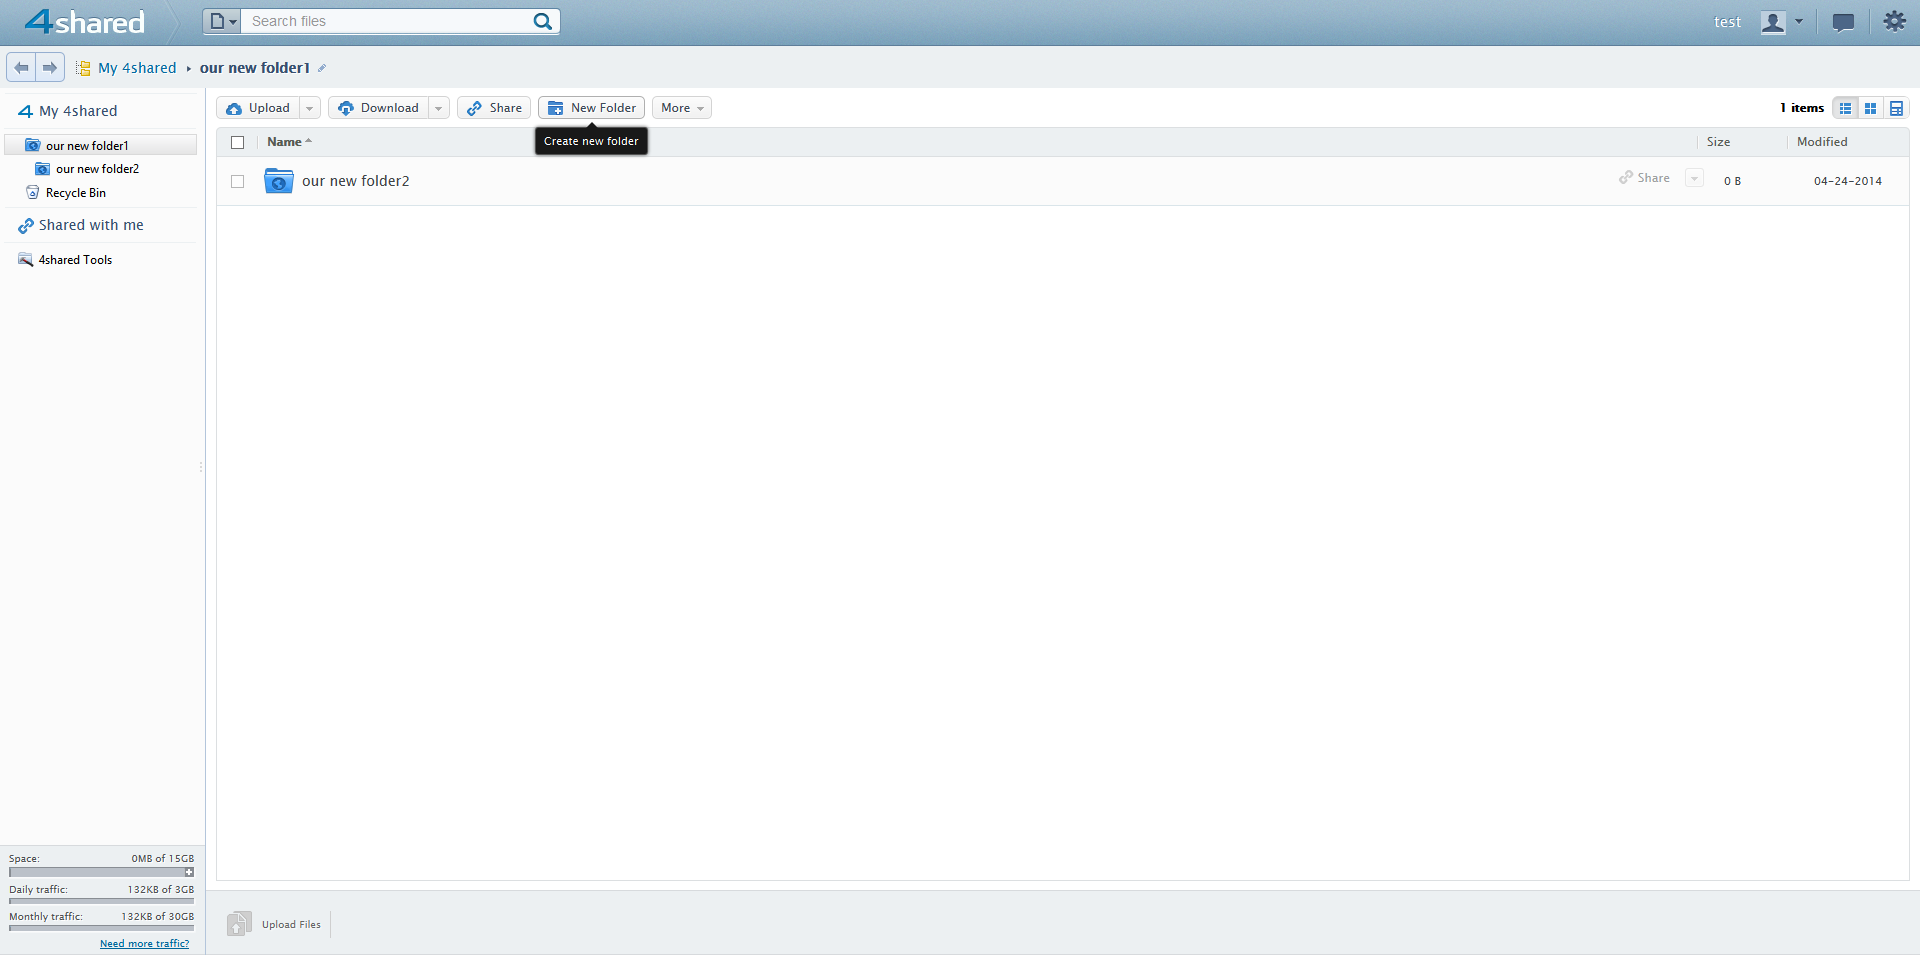 4shared
Search files
test
My 4shared ▸ our new folder1
My 4shared
our new folder1
our new folder2
Recycle Bin
Shared with me
4shared Tools
Upload Download Share New Folder More
1 items
Create new folder
Name Size Modified
our new folder2 Share 0 B 04-24-2014
Space: 0MB of 15GB
Daily traffic: 132KB of 3GB
Monthly traffic: 132KB of 30GB
Need more traffic?
Upload Files